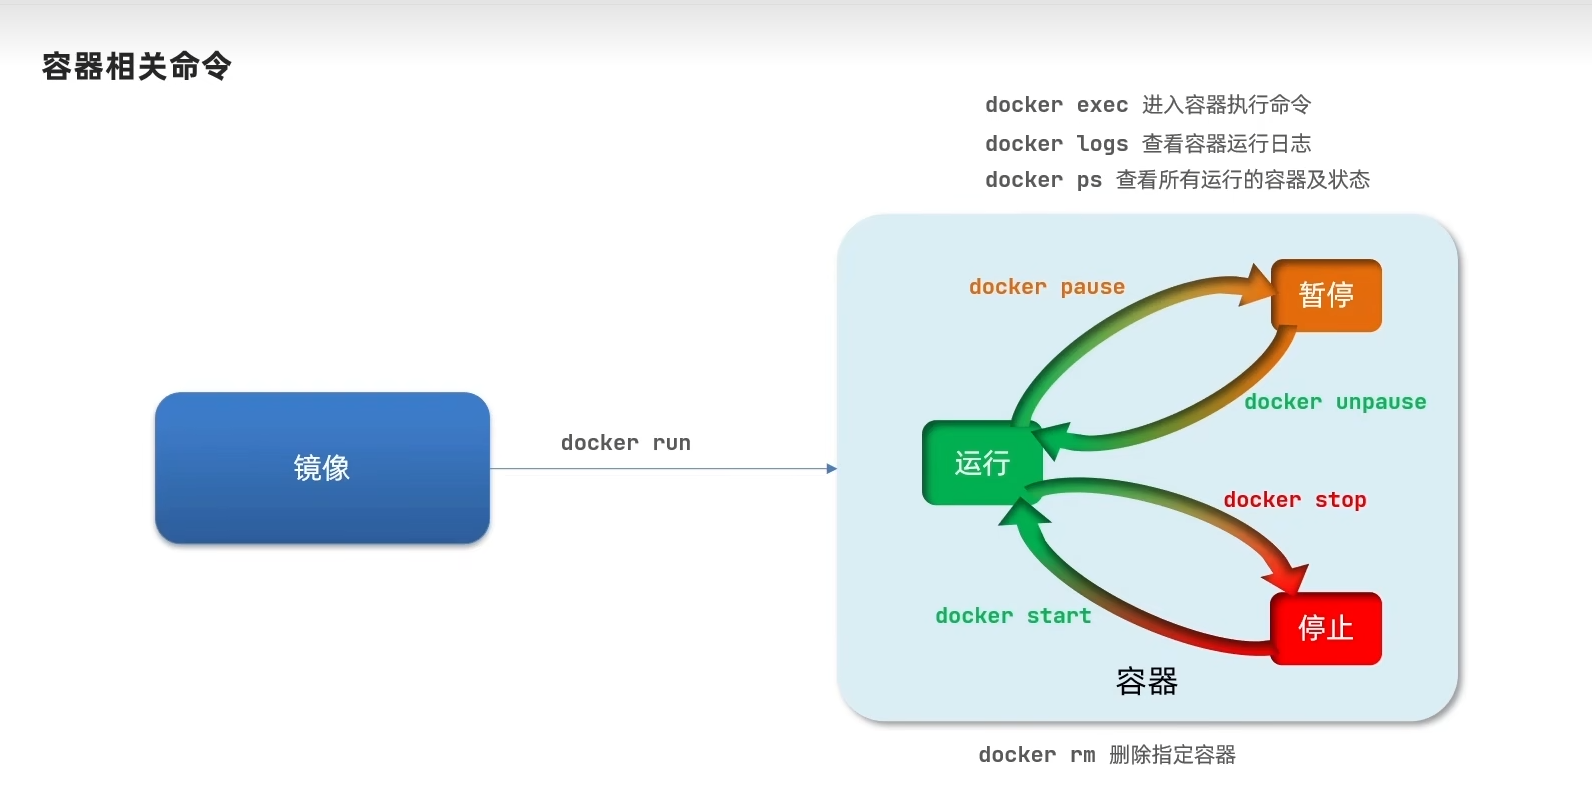 容器相关命令
docker exec 进入容器执行命令
docker logs 查看容器运行日志
docker ps 查看所有运行的容器及状态
docker pause
暂停
docker unpause
镜像
docker run
运行
docker stop
docker start
停止
容器
docker rm 删除指定容器